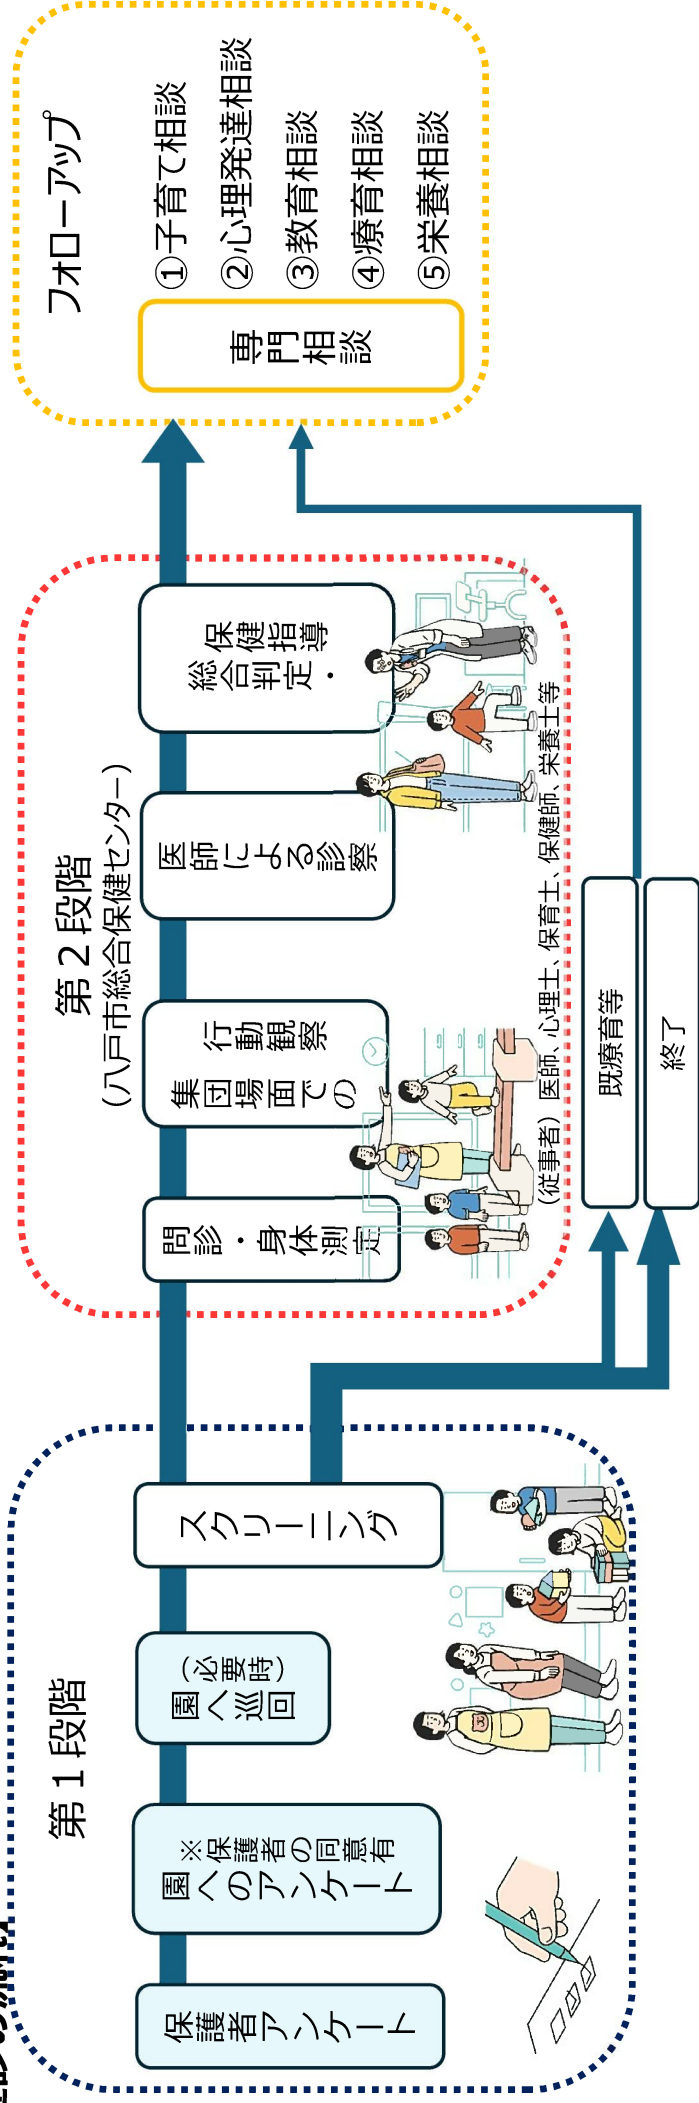 第1段階
保護者アンケート
園へのアンケート
※保護者の同意有
園へ巡回
(必要時)
スクリーニング
第2段階
(八戸市総合保健センター)
問診・身体測定
集団場面での
行動観察
医師による診察
総合判定・
保健指導
(従事者) 医師、心理士、保育士、保健師、栄養士等
既療育等
終了
フォローアップ
専門
相談
①子育て相談
②心理発達相談
③教育相談
④療育相談
⑤栄養相談